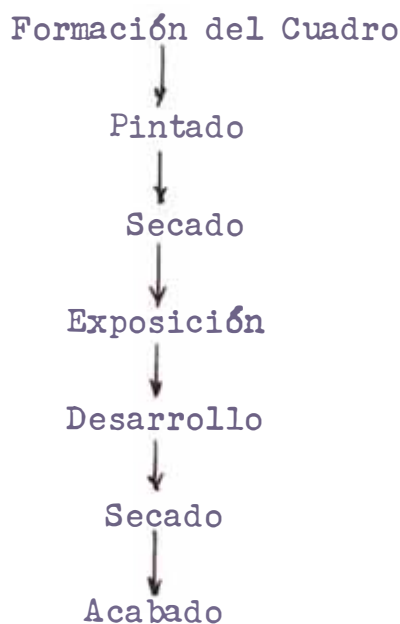 Formación del Cuadro
Pintado
Secado
Exposición
Desarrollo
Secado
Acabado